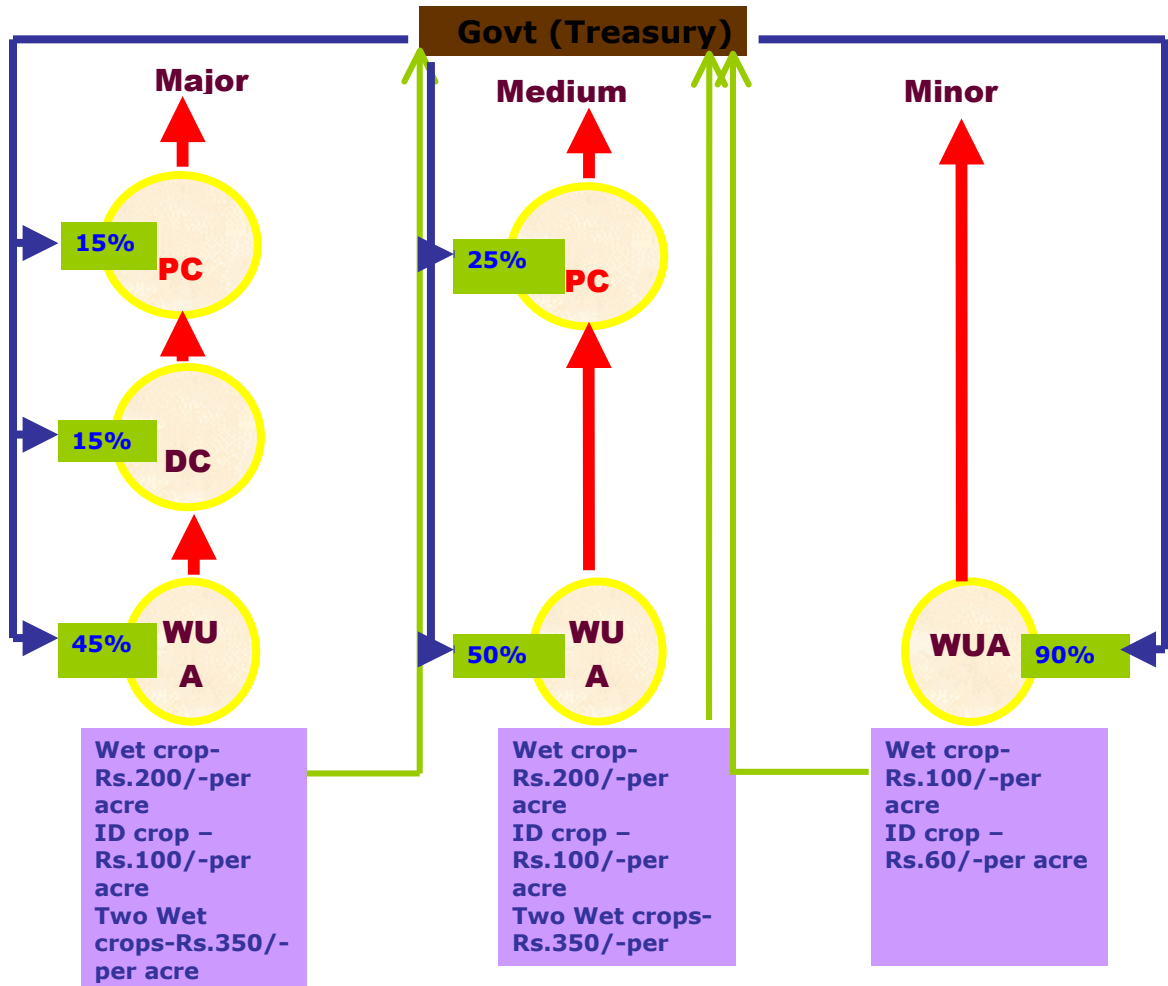 Govt (Treasury)
Major
Medium
Minor
15%
PC
25%
PC
15%
DC
45%
WU
A
50%
WU
A
WUA
90%
Wet crop-
Rs.200/-per
acre
ID crop –
Rs.100/-per
acre
Two Wet
crops-Rs.350/-
per acre
Wet crop-
Rs.200/-per
acre
ID crop –
Rs.100/-per
acre
Two Wet crops-
Rs.350/-per
Wet crop-
Rs.100/-per
acre
ID crop –
Rs.60/-per acre